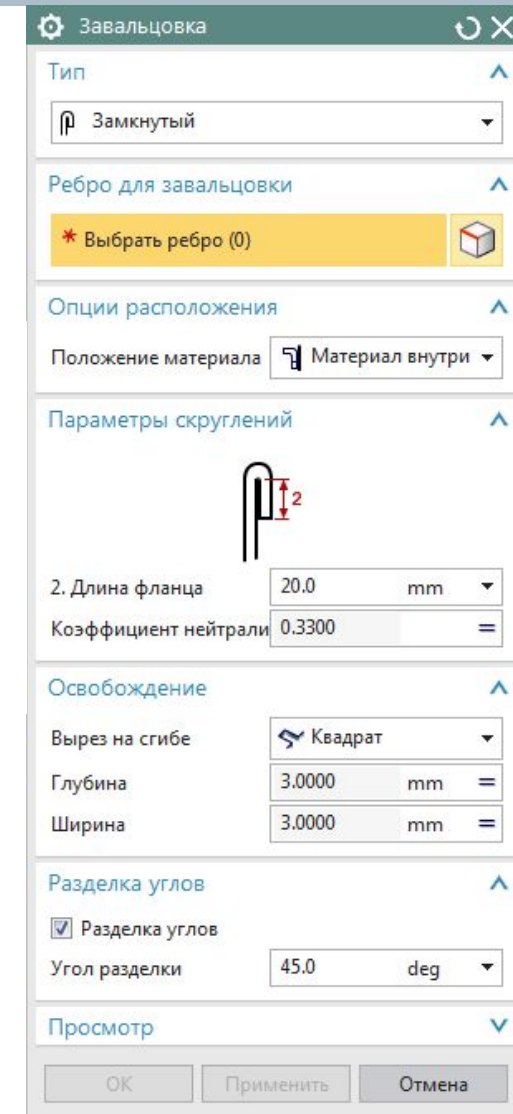 Завальцовка
Тип
Замкнутый
Ребро для завальцовки
* Выбрать ребро (0)
Опции расположения
Положение материала Материал внутри
Параметры скруглений
2
2. Длина фланца 20.0 mm
Коэффициент нейтрали 0.3300 =
Освобождение
Вырез на сгибе Квадрат
Глубина 3.0000 mm =
Ширина 3.0000 mm =
Разделка углов
Разделка углов
Угол разделки 45.0 deg
Просмотр
ОК Применить Отмена